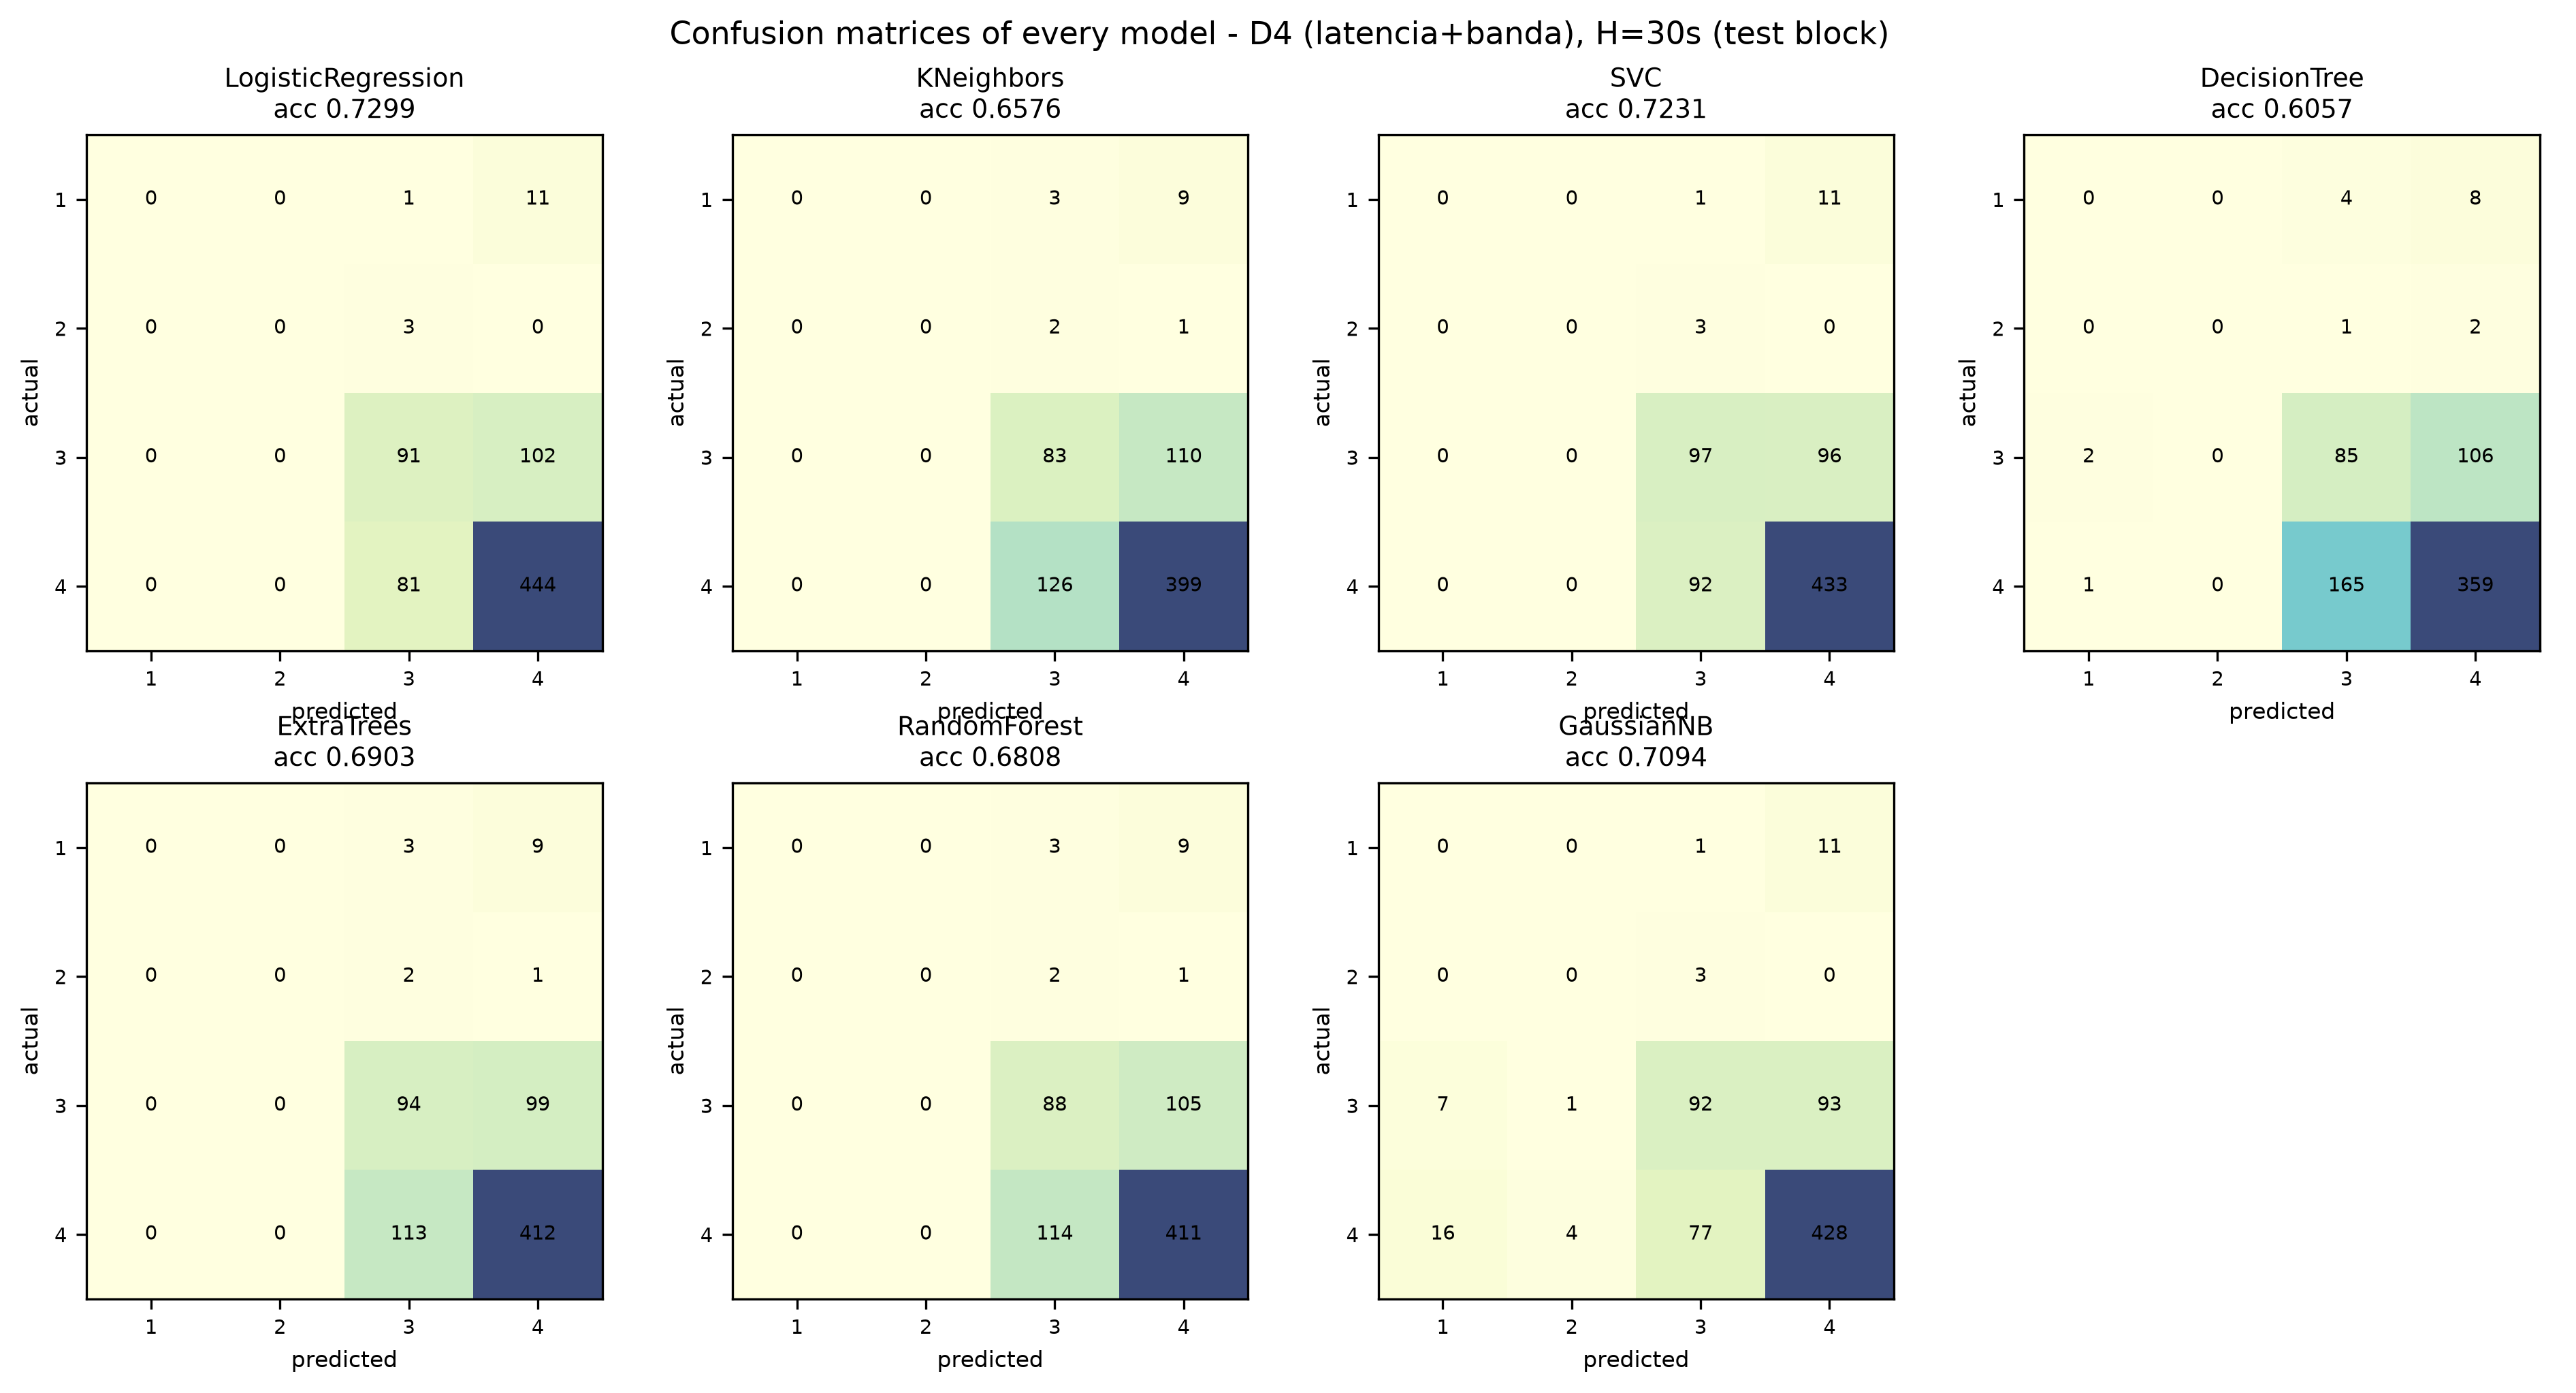 Confusion matrices of every model - D4 (latencia+banda), H=30s (test block)
LogisticRegression
acc 0.7299
actual
1 0 0 1 11
2 0 0 3 0
3 0 0 91 102
4 0 0 81 444
1 2 3 4
predicted
KNeighbors
acc 0.6576
actual
1 0 0 3 9
2 0 0 2 1
3 0 0 83 110
4 0 0 126 399
1 2 3 4
predicted
SVC
acc 0.7231
actual
1 0 0 1 11
2 0 0 3 0
3 0 0 97 96
4 0 0 92 433
1 2 3 4
predicted
DecisionTree
acc 0.6057
actual
1 0 0 4 8
2 0 0 1 2
3 2 0 85 106
4 1 0 165 359
1 2 3 4
predicted
ExtraTrees
acc 0.6903
actual
1 0 0 3 9
2 0 0 2 1
3 0 0 94 99
4 0 0 113 412
1 2 3 4
predicted
RandomForest
acc 0.6808
actual
1 0 0 3 9
2 0 0 2 1
3 0 0 88 105
4 0 0 114 411
1 2 3 4
predicted
GaussianNB
acc 0.7094
actual
1 0 0 1 11
2 0 0 3 0
3 7 1 92 93
4 16 4 77 428
1 2 3 4
predicted